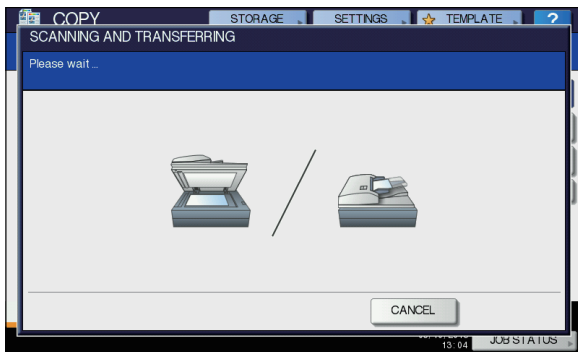 COPY
STORAGE
SETTINGS
TEMPLATE
?
SCANNING AND TRANSFERRING
Please wait ...
CANCEL
13:04
JOB STATUS